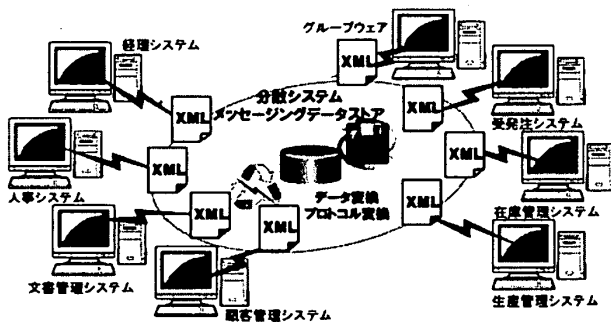 グループウェア
経理システム
XML
分散システム
メッセージングデータストア
XML
XML
受発注システム
XML
XML
人事システム
データ変換
プロトコル変換
XML
XML
XML
在庫管理システム
文書管理システム
顧客管理システム
生産管理システム